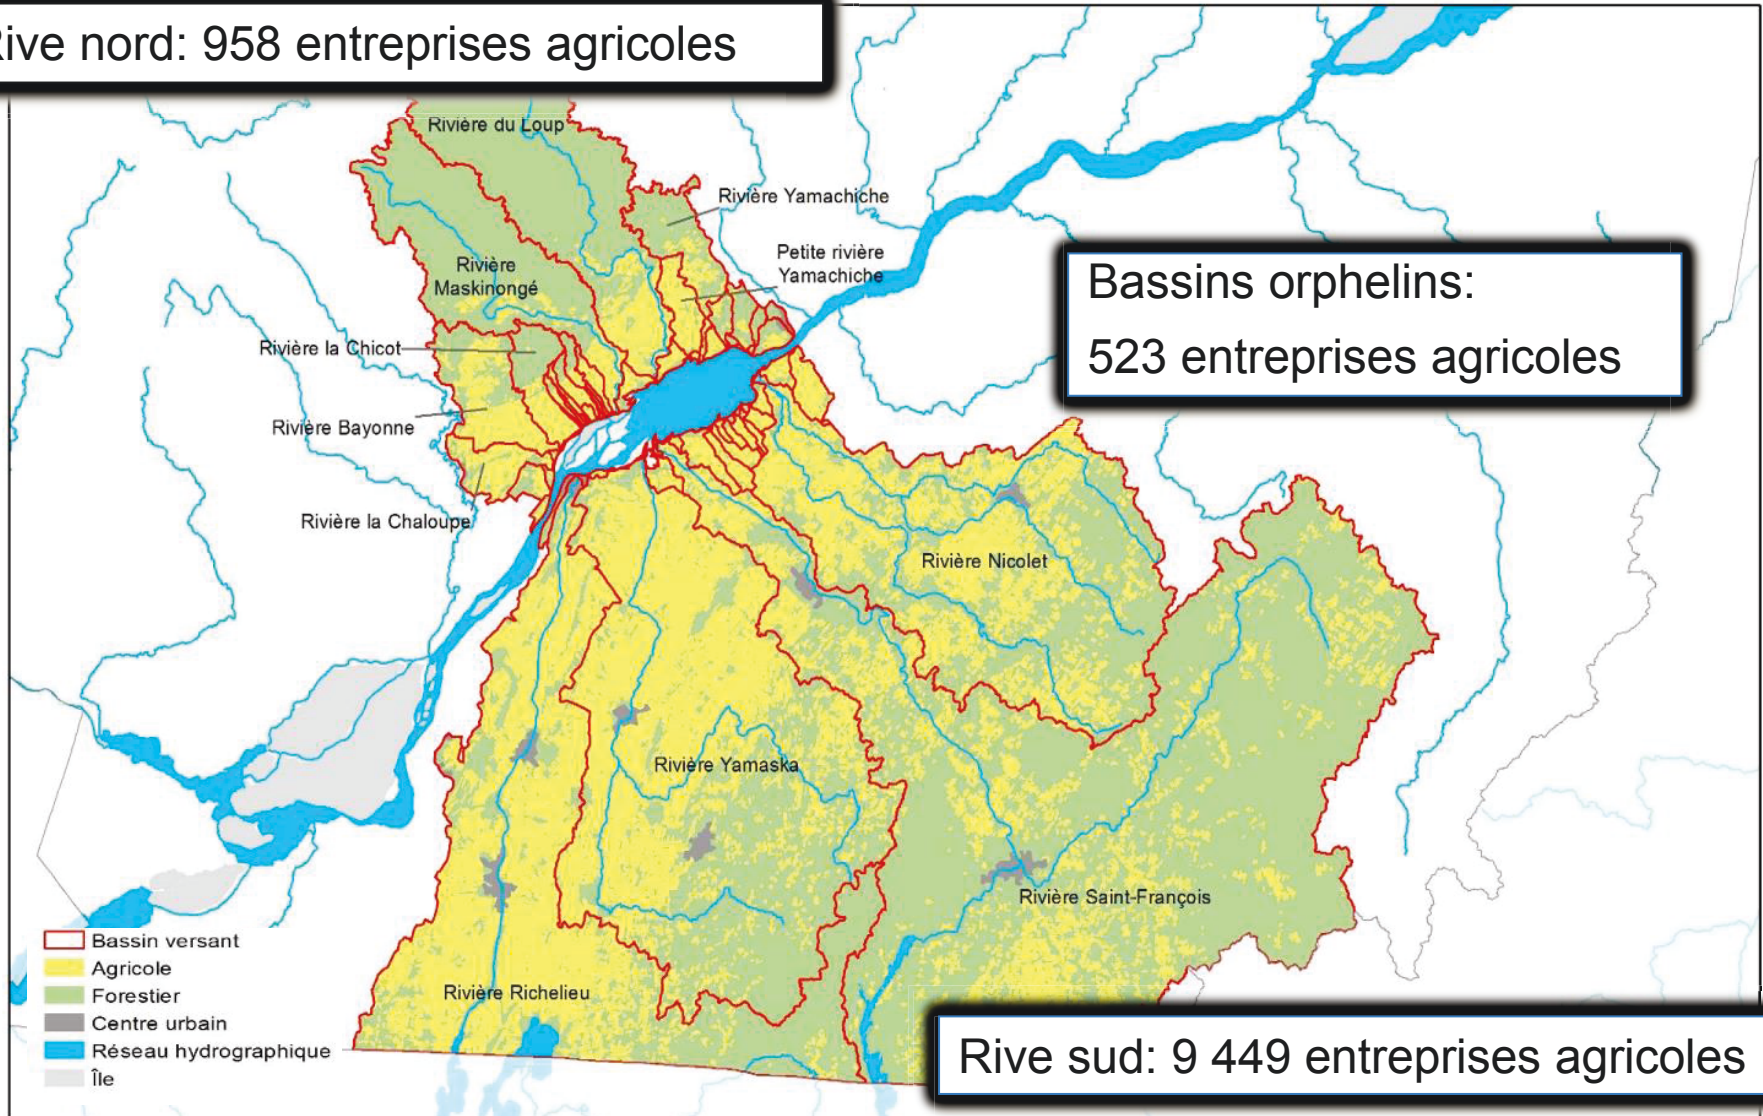 Rive nord: 958 entreprises agricoles
Rivière du Loup
Rivière Yamachiche
Petite rivière
Yamachiche
Rivière
Maskinongé
Bassins orphelins:
523 entreprises agricoles
Rivière la Chicot
Rivière Bayonne
Rivière la Chaloupe
Rivière Nicolet
Rivière Yamaska
Rivière Saint-François
Rivière Richelieu
Bassin versant
Agricole
Forestier
Centre urbain
Réseau hydrographique
Île
Rive sud: 9 449 entreprises agricoles